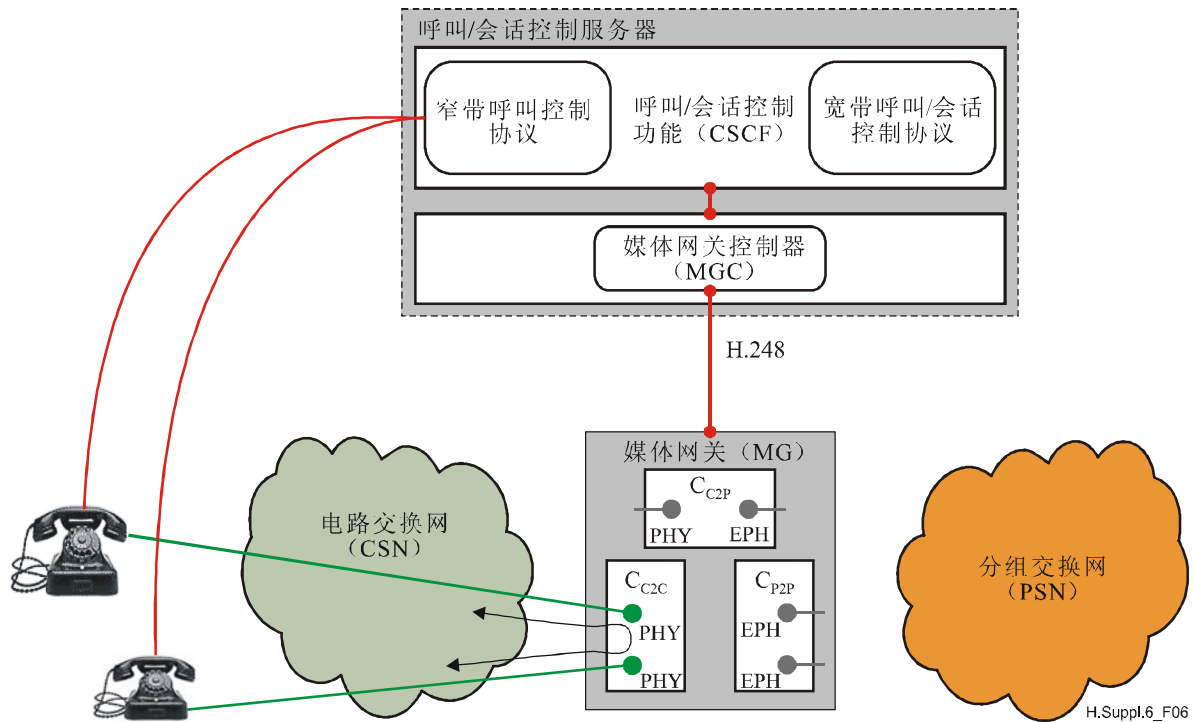 呼叫/会话控制服务器
窄带呼叫控制
协议
呼叫/会话控制
功能（CSCF）
宽带呼叫/会话
控制协议
媒体网关控制器
（MGC）
H.248
媒体网关（MG）
C_C2P
PHY
EPH
电路交换网
（CSN）
C_C2C
PHY
PHY
C_P2P
EPH
EPH
分组交换网
（PSN）
H.Suppl.6_F06